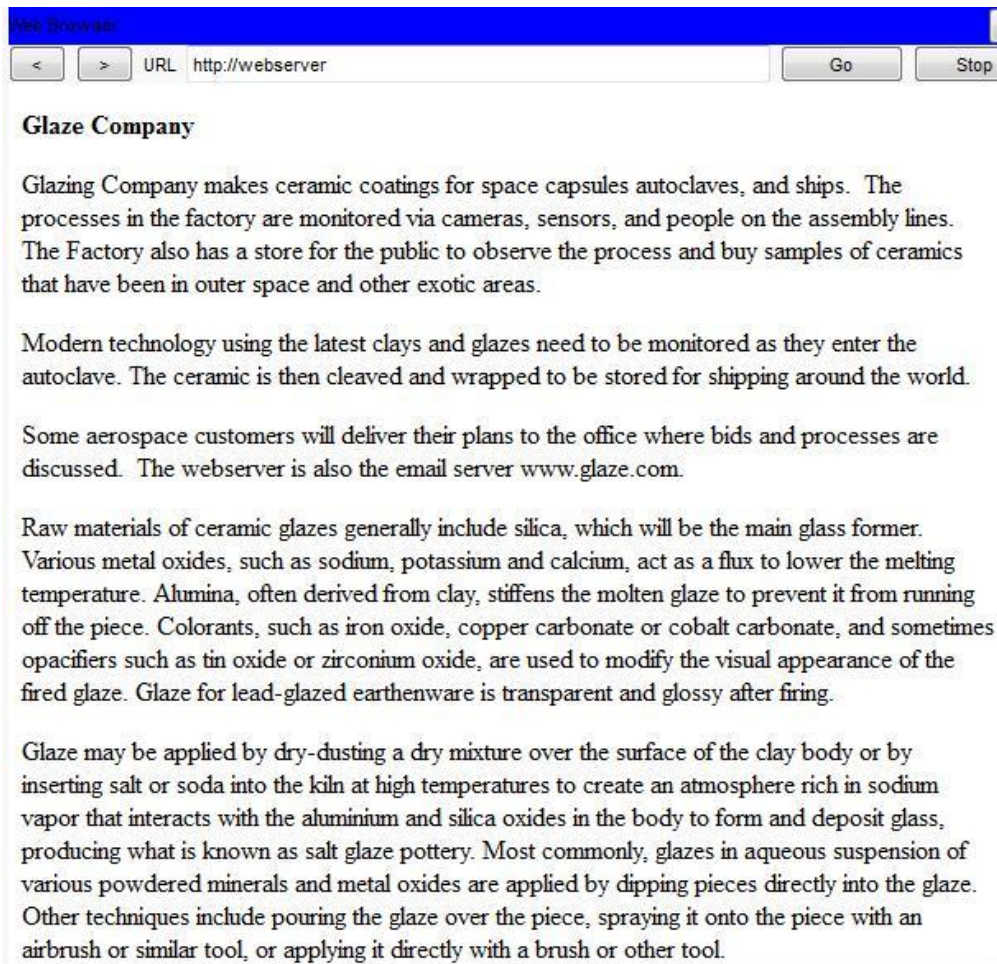 Web Browser
< > URL http://webserver Go Stop
Glaze Company
Glazing Company makes ceramic coatings for space capsules autoclaves, and ships.  The
processes in the factory are monitored via cameras, sensors, and people on the assembly lines.
The Factory also has a store for the public to observe the process and buy samples of ceramics
that have been in outer space and other exotic areas.
Modern technology using the latest clays and glazes need to be monitored as they enter the
autoclave. The ceramic is then cleaved and wrapped to be stored for shipping around the world.
Some aerospace customers will deliver their plans to the office where bids and processes are
discussed.  The webserver is also the email server www.glaze.com.
Raw materials of ceramic glazes generally include silica, which will be the main glass former.
Various metal oxides, such as sodium, potassium and calcium, act as a flux to lower the melting
temperature. Alumina, often derived from clay, stiffens the molten glaze to prevent it from running
off the piece. Colorants, such as iron oxide, copper carbonate or cobalt carbonate, and sometimes
opacifiers such as tin oxide or zirconium oxide, are used to modify the visual appearance of the
fired glaze. Glaze for lead-glazed earthenware is transparent and glossy after firing.
Glaze may be applied by dry-dusting a dry mixture over the surface of the clay body or by
inserting salt or soda into the kiln at high temperatures to create an atmosphere rich in sodium
vapor that interacts with the aluminium and silica oxides in the body to form and deposit glass,
producing what is known as salt glaze pottery. Most commonly, glazes in aqueous suspension of
various powdered minerals and metal oxides are applied by dipping pieces directly into the glaze.
Other techniques include pouring the glaze over the piece, spraying it onto the piece with an
airbrush or similar tool, or applying it directly with a brush or other tool.